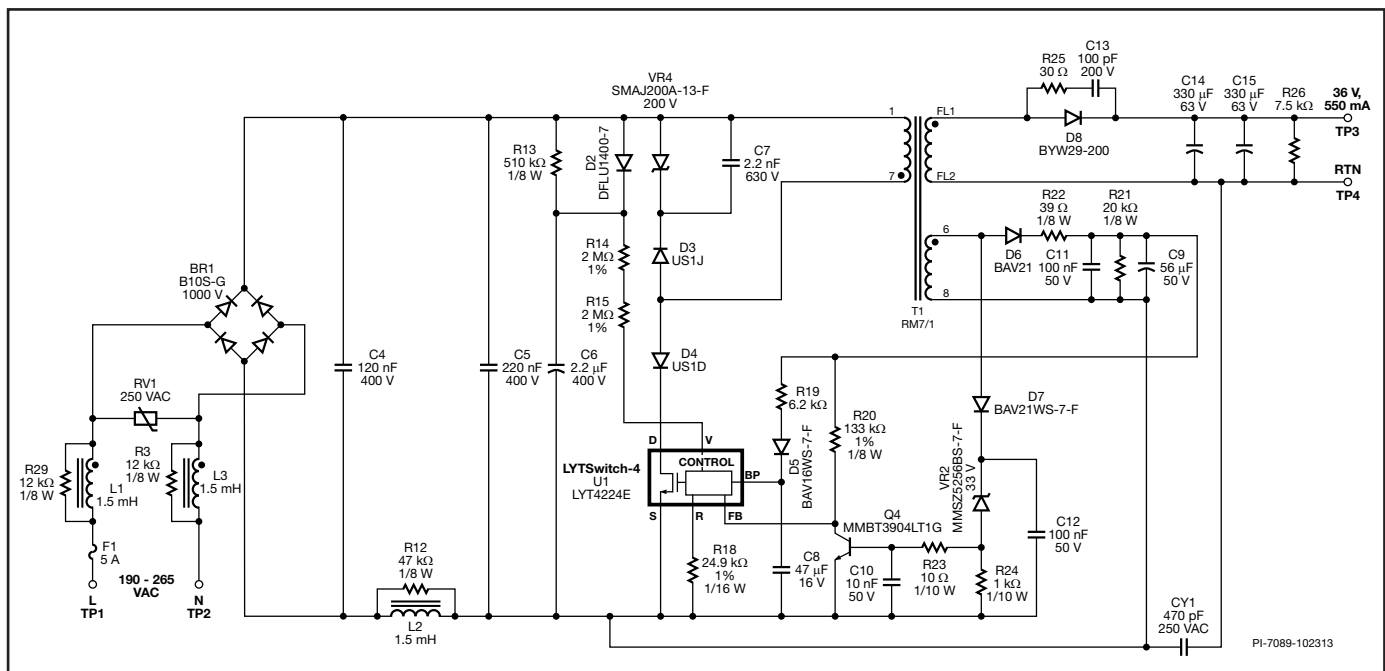 VR4
SMAJ200A-13-F
200 V
R13
510 kΩ
1/8 W
D2
DFLU1400-7
C7
2.2 nF
630 V
R14
2 MΩ
1%
R15
2 MΩ
1%
D3
US1J
D4
US1D
BR1
B10S-G
1000 V
C4
120 nF
400 V
C5
220 nF
400 V
C6
2.2 µF
400 V
RV1
250 VAC
R29
12 kΩ
1/8 W
L1
1.5 mH
R3
12 kΩ
1/8 W
L3
1.5 mH
F1
5 A
L
TP1
190 - 265
VAC
N
TP2
R12
47 kΩ
1/8 W
L2
1.5 mH
LYTSwitch-4
U1
LYT4224E
D
V
CONTROL
BP
S
R
FB
R18
24.9 kΩ
1%
1/16 W
R19
6.2 kΩ
D5
BAV16WS-7-F
C8
47 µF
16 V
R20
133 kΩ
1%
1/8 W
Q4
MMBT3904LT1G
C10
10 nF
50 V
R23
10 Ω
1/10 W
R24
1 kΩ
1/10 W
VR2
MMSZ5256BS-7-F
33 V
D7
BAV21WS-7-F
C12
100 nF
50 V
1
7
FL1
FL2
6
8
T1
RM7/1
D6
BAV21
R22
39 Ω
1/8 W
C11
100 nF
50 V
R21
20 kΩ
1/8 W
C9
56 µF
50 V
R25
30 Ω
C13
100 pF
200 V
D8
BYW29-200
C14
330 µF
63 V
C15
330 µF
63 V
R26
7.5 kΩ
36 V,
550 mA
TP3
RTN
TP4
CY1
470 pF
250 VAC
PI-7089-102313